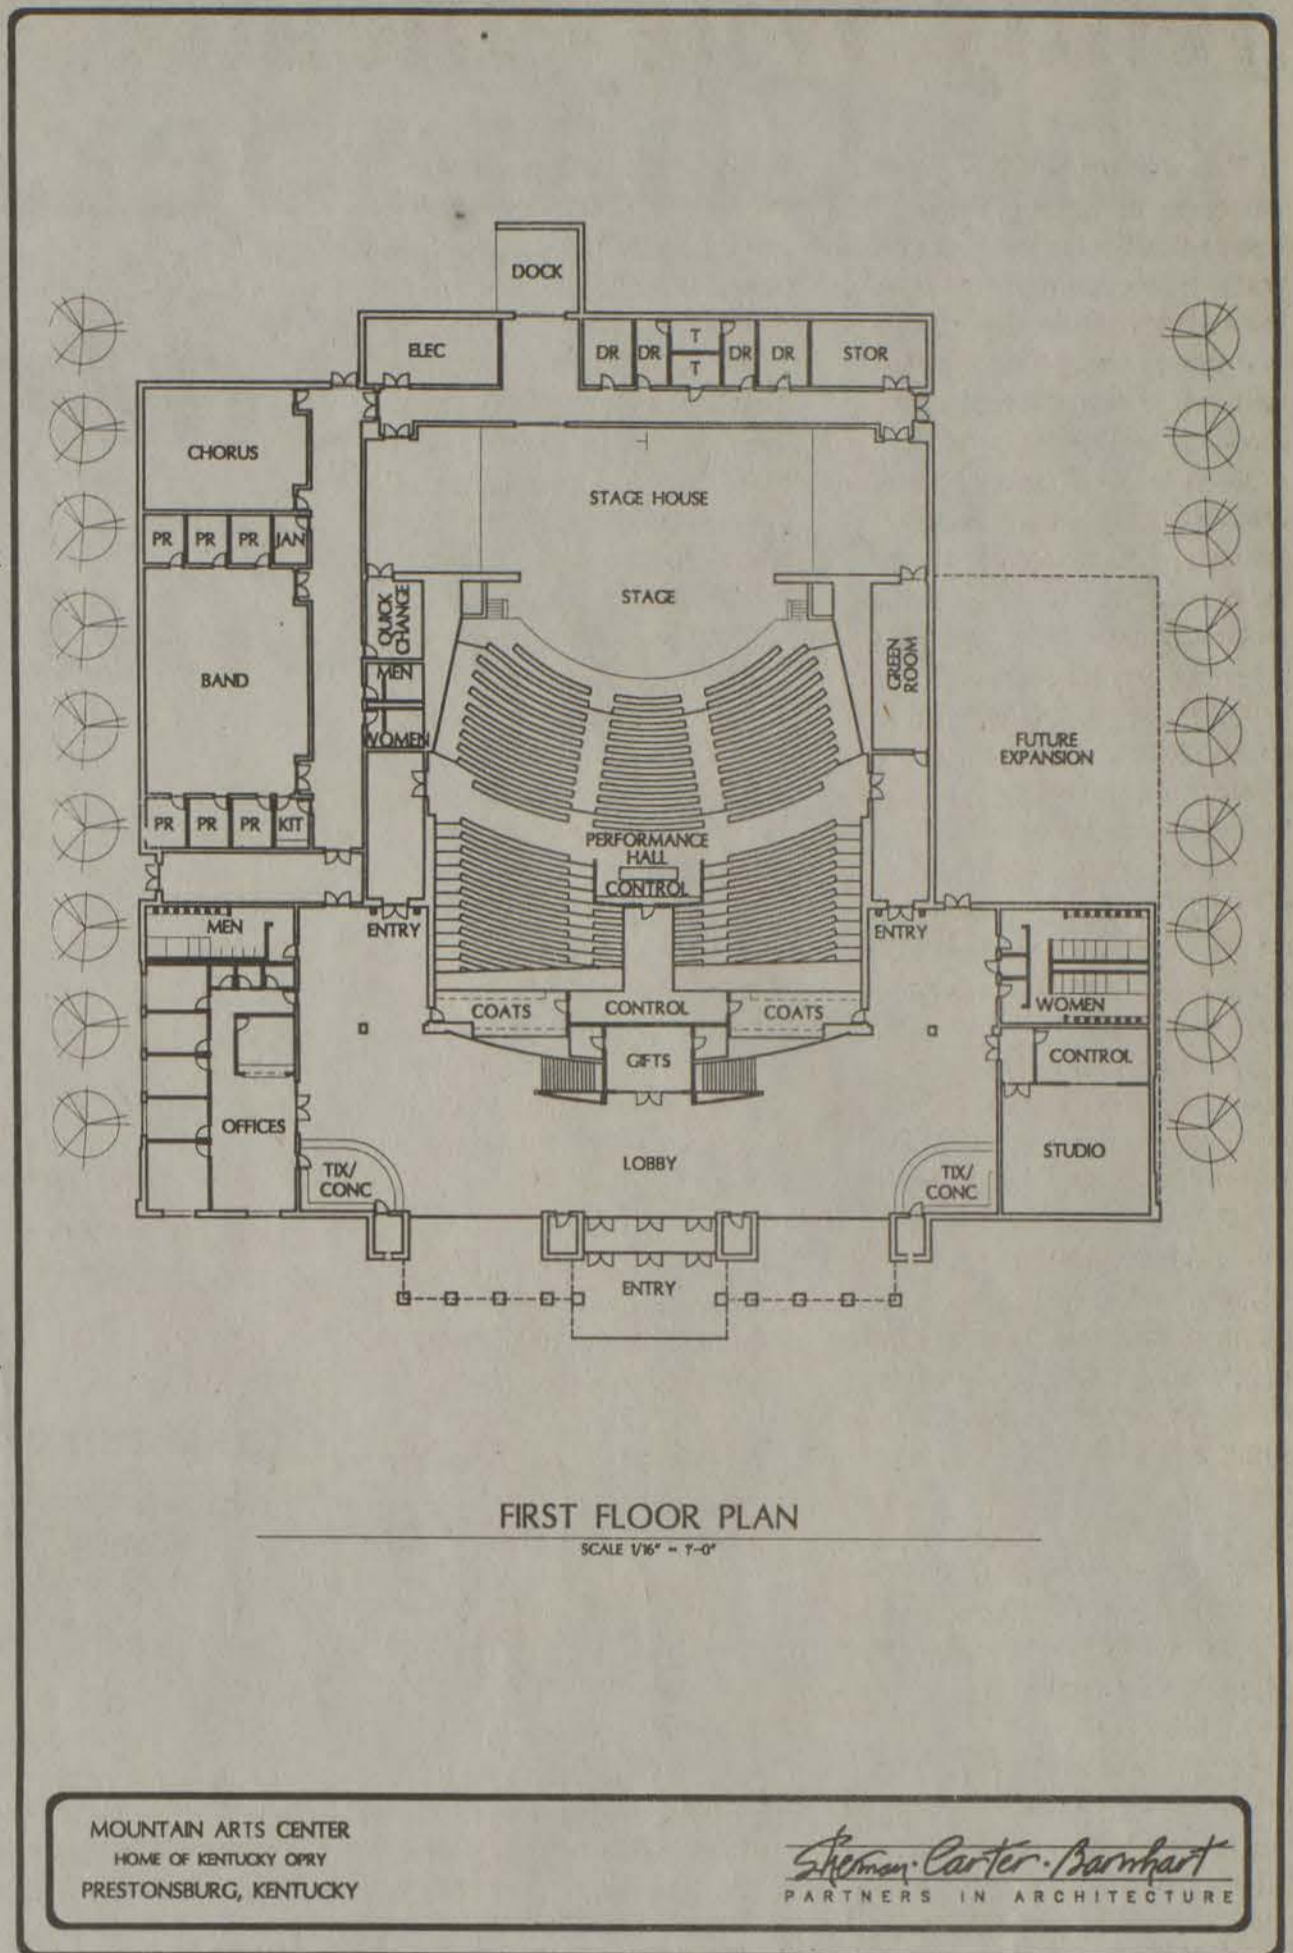 DOCK
ELEC
DR
DR
T
T
DR
DR
STOR
CHORUS
STAGE HOUSE
PR
PR
PR
JAN
STAGE
QUICK
CHANGE
MEN
WOMEN
GREEN
ROOM
BAND
FUTURE
EXPANSION
PR
PR
PR
KIT
PERFORMANCE
HALL
CONTROL
MEN
ENTRY
ENTRY
WOMEN
COATS
CONTROL
COATS
GIFTS
CONTROL
OFFICES
STUDIO
LOBBY
TIX/
CONC
TIX/
CONC
ENTRY
FIRST FLOOR PLAN
SCALE 1/16" = 1'-0"
MOUNTAIN ARTS CENTER
HOME OF KENTUCKY OPRY
PRESTONSBURG, KENTUCKY
Sherman·Carter·Barnhart
PARTNERS IN ARCHITECTURE